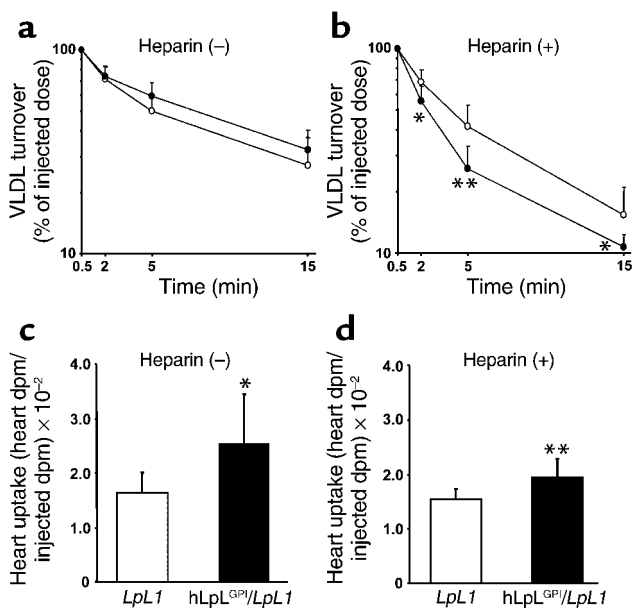 a
Heparin (–)
VLDL turnover
(% of injected dose)
100
10
0.5 2 5 15
Time (min)
b
Heparin (+)
VLDL turnover
(% of injected dose)
100
10
*
**
*
0.5 2 5 15
Time (min)
c
Heparin (–)
Heart uptake (heart dpm/
injected dpm) × 10⁻²
4.0
3.0
2.0
1.0
0
*
LpL1 hLpLᴳᴾᴵ/LpL1
d
Heparin (+)
Heart uptake (heart dpm/
injected dpm) × 10⁻²
4.0
3.0
2.0
1.0
0
**
LpL1 hLpLᴳᴾᴵ/LpL1